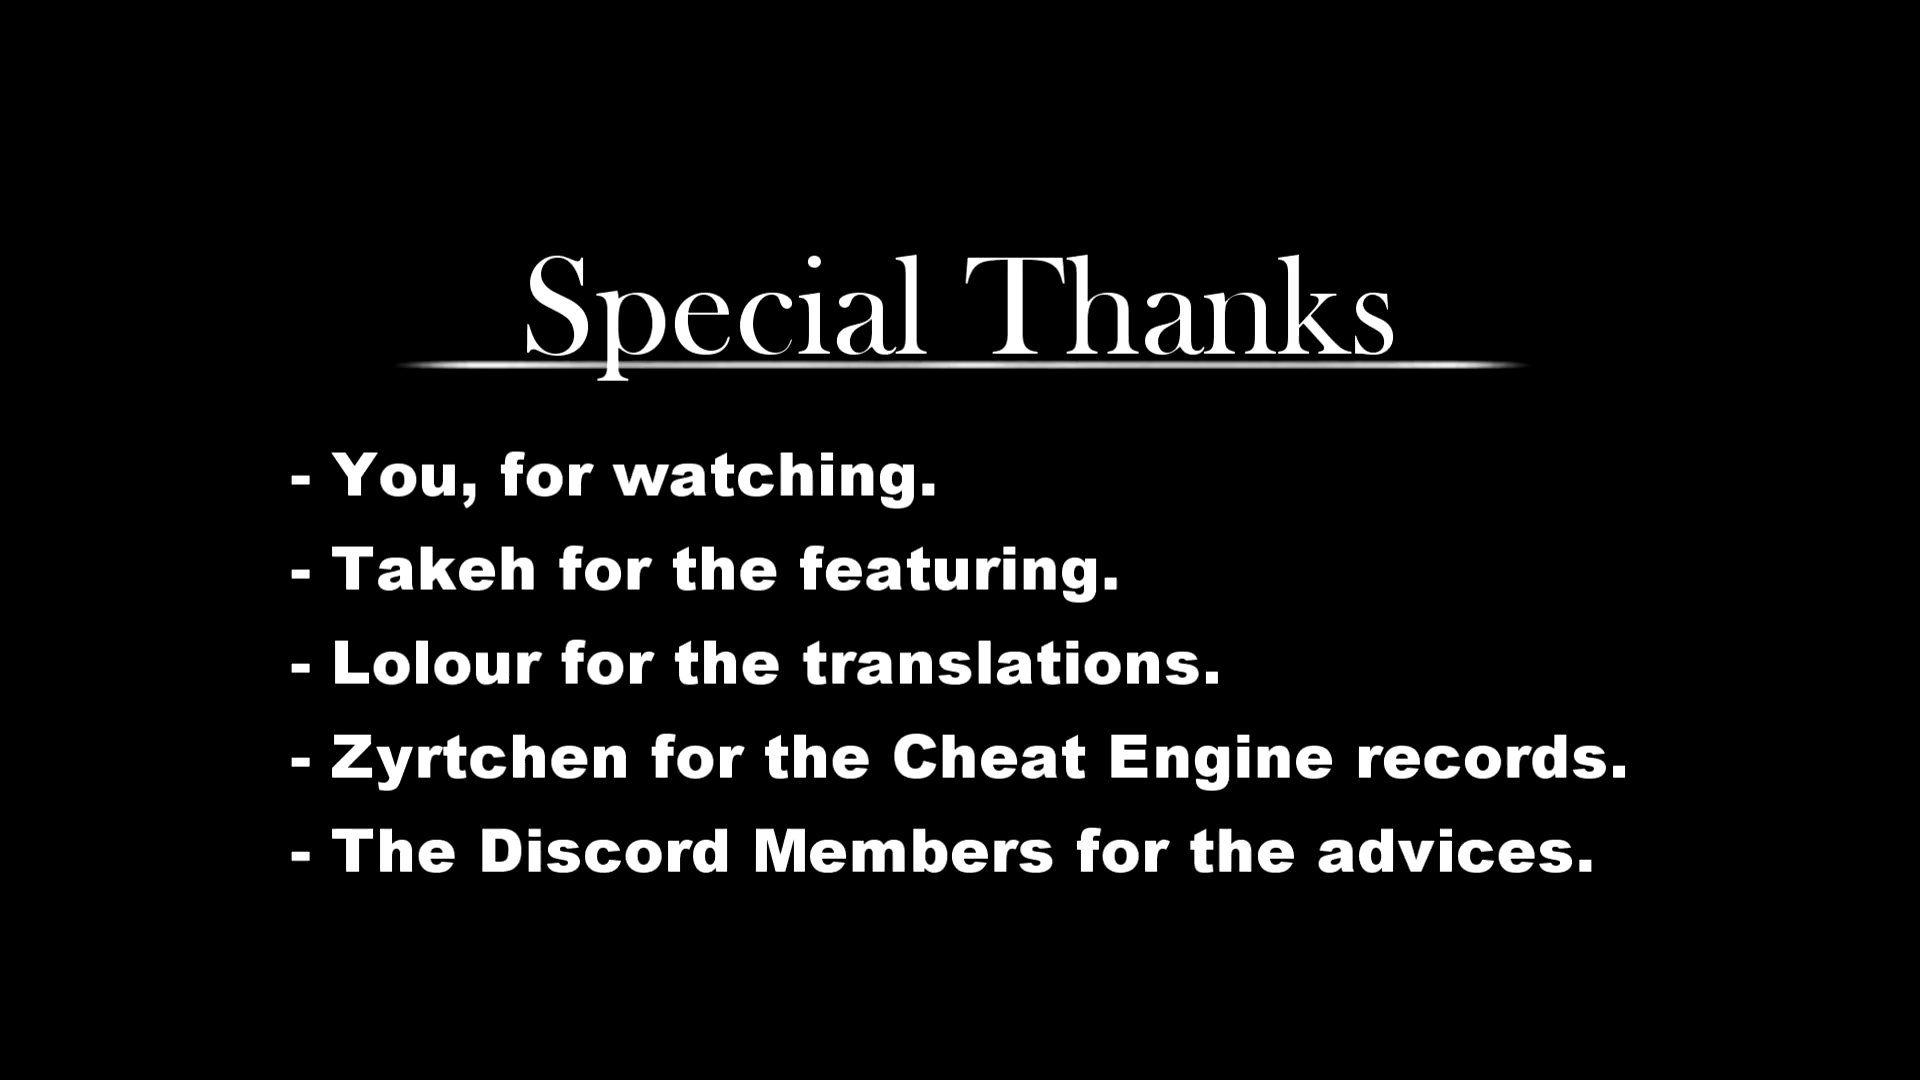 Special Thanks
- You, for watching.
- Takeh for the featuring.
- Lolour for the translations.
- Zyrtchen for the Cheat Engine records.
- The Discord Members for the advices.